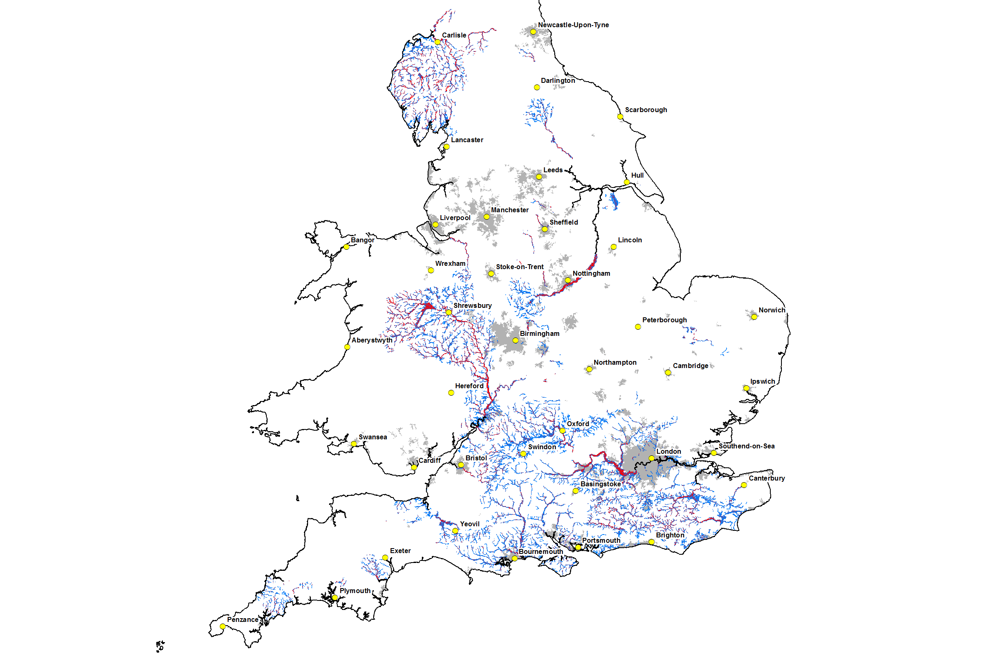 Newcastle-Upon-Tyne
Carlisle
Darlington
Scarborough
Lancaster
Leeds
Hull
Manchester
Liverpool
Sheffield
Bangor
Lincoln
Wrexham
Stoke-on-Trent
Nottingham
Shrewsbury
Norwich
Peterborough
Birmingham
Aberystwyth
Northampton
Cambridge
Ipswich
Hereford
Oxford
Swansea
Swindon
Southend-on-Sea
London
Cardiff
Bristol
Canterbury
Basingstoke
Yeovil
Brighton
Portsmouth
Exeter
Bournemouth
Plymouth
Penzance